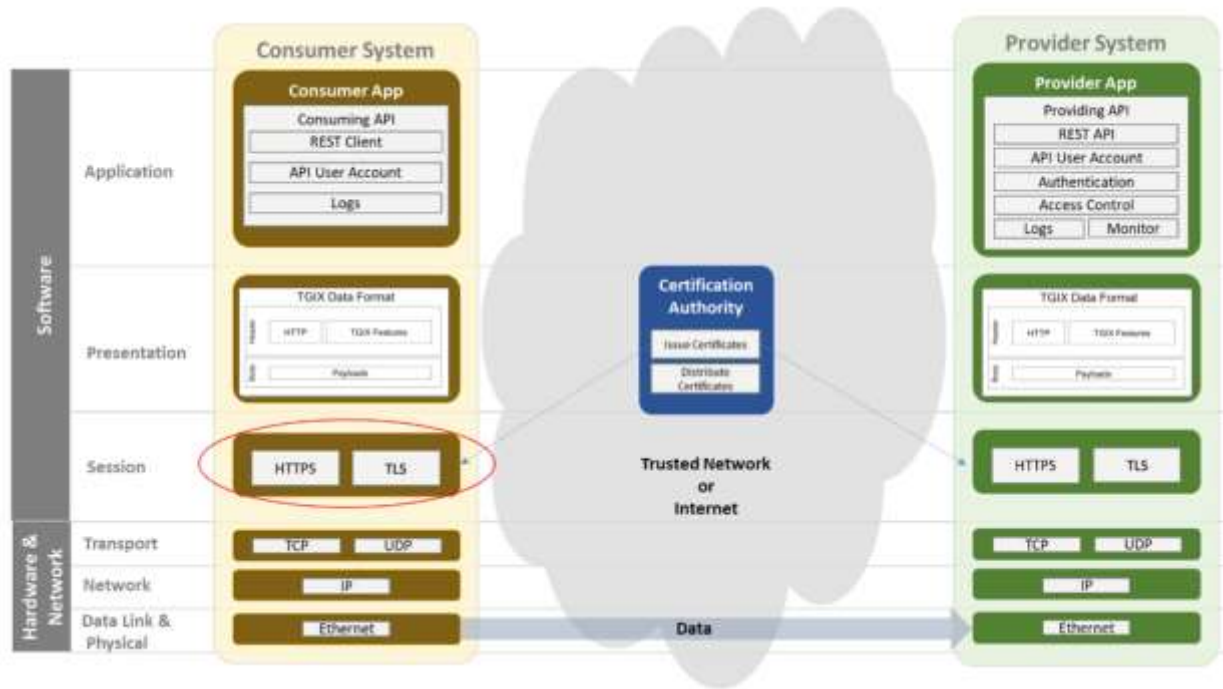 Consumer System
Provider System
Software
Hardware &
Network
Application
Consumer App
Consuming API
REST Client
API User Account
Logs
Provider App
Providing API
REST API
API User Account
Authentication
Access Control
Logs Monitor
Presentation
TGIX Data Format
Header
HTTP TGIX Features
Body
Payloads
Certification
Authority
Issue Certificates
Distribute
Certificates
TGIX Data Format
Header
HTTP TGIX Features
Body
Payloads
Session
HTTPS TLS
Trusted Network
or
Internet
HTTPS TLS
Transport
TCP UDP
TCP UDP
Network
IP
IP
Data Link &
Physical
Ethernet
Data
Ethernet